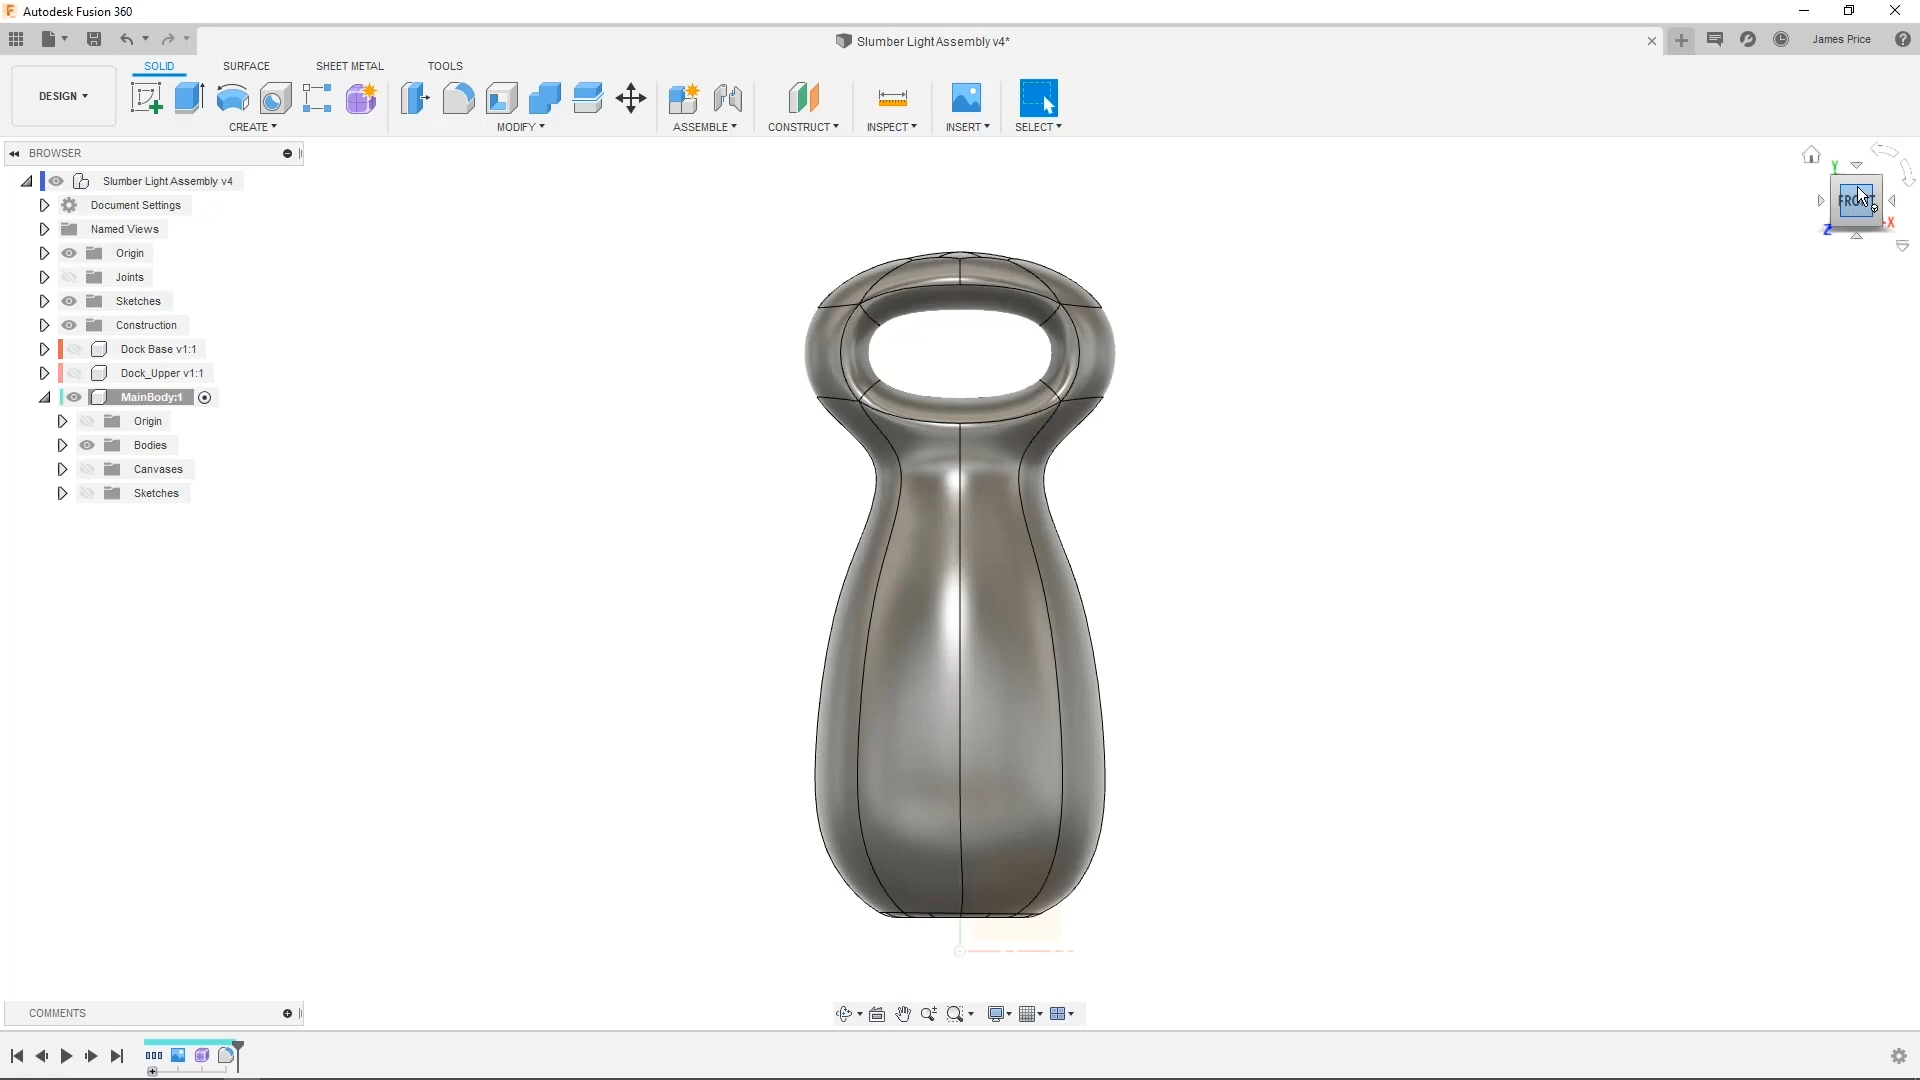 Autodesk Fusion 360
Slumber Light Assembly v4*
James Price
SOLID SURFACE SHEET METAL TOOLS
DESIGN
CREATE MODIFY ASSEMBLE CONSTRUCT INSPECT INSERT SELECT
BROWSER
Slumber Light Assembly v4
Document Settings
Named Views
Origin
Joints
Sketches
Construction
Dock Base v1:1
Dock_Upper v1:1
MainBody:1
Origin
Bodies
Canvases
Sketches
Y
FRONT
X
Z
COMMENTS